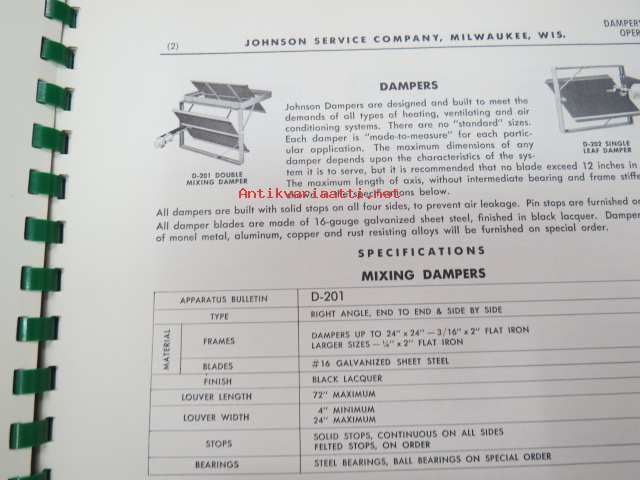 (2) JOHNSON SERVICE COMPANY, MILWAUKEE, WIS.
DAMPERS
OPER
DAMPERS
Johnson Dampers are designed and built to meet the
demands of all types of heating, ventilating and air
conditioning systems. There are no "standard" sizes.
Each damper is "made-to-measure" for each partic-
ular application. The maximum dimensions of any
damper depends upon the characteristics of the sys-
tem it is to serve, but it is recommended that no blade exceed 12 inches in
The maximum length of axis, without intermediate bearing and frame stiffe
specifications below.
D-201 DOUBLE
MIXING DAMPER
D-202 SINGLE
LEAF DAMPER
Antikvariaatti.net
All dampers are built with solid stops on all four sides, to prevent air leakage. Pin stops are furnished on
All damper blades are made of 16-gauge galvanized sheet steel, finished in black lacquer. Damper
of monel metal, aluminum, copper and rust resisting alloys will be furnished on special order.
SPECIFICATIONS
MIXING DAMPERS
APPARATUS BULLETIN D-201
TYPE RIGHT ANGLE, END TO END & SIDE BY SIDE
MATERIAL
FRAMES DAMPERS UP TO 24" x 24" — 3/16" x 2" FLAT IRON
LARGER SIZES — ¼" x 2" FLAT IRON
BLADES #16 GALVANIZED SHEET STEEL
FINISH BLACK LACQUER
LOUVER LENGTH 72" MAXIMUM
LOUVER WIDTH 4" MINIMUM
24" MAXIMUM
STOPS SOLID STOPS, CONTINUOUS ON ALL SIDES
FELTED STOPS, ON ORDER
BEARINGS STEEL BEARINGS, BALL BEARINGS ON SPECIAL ORDER